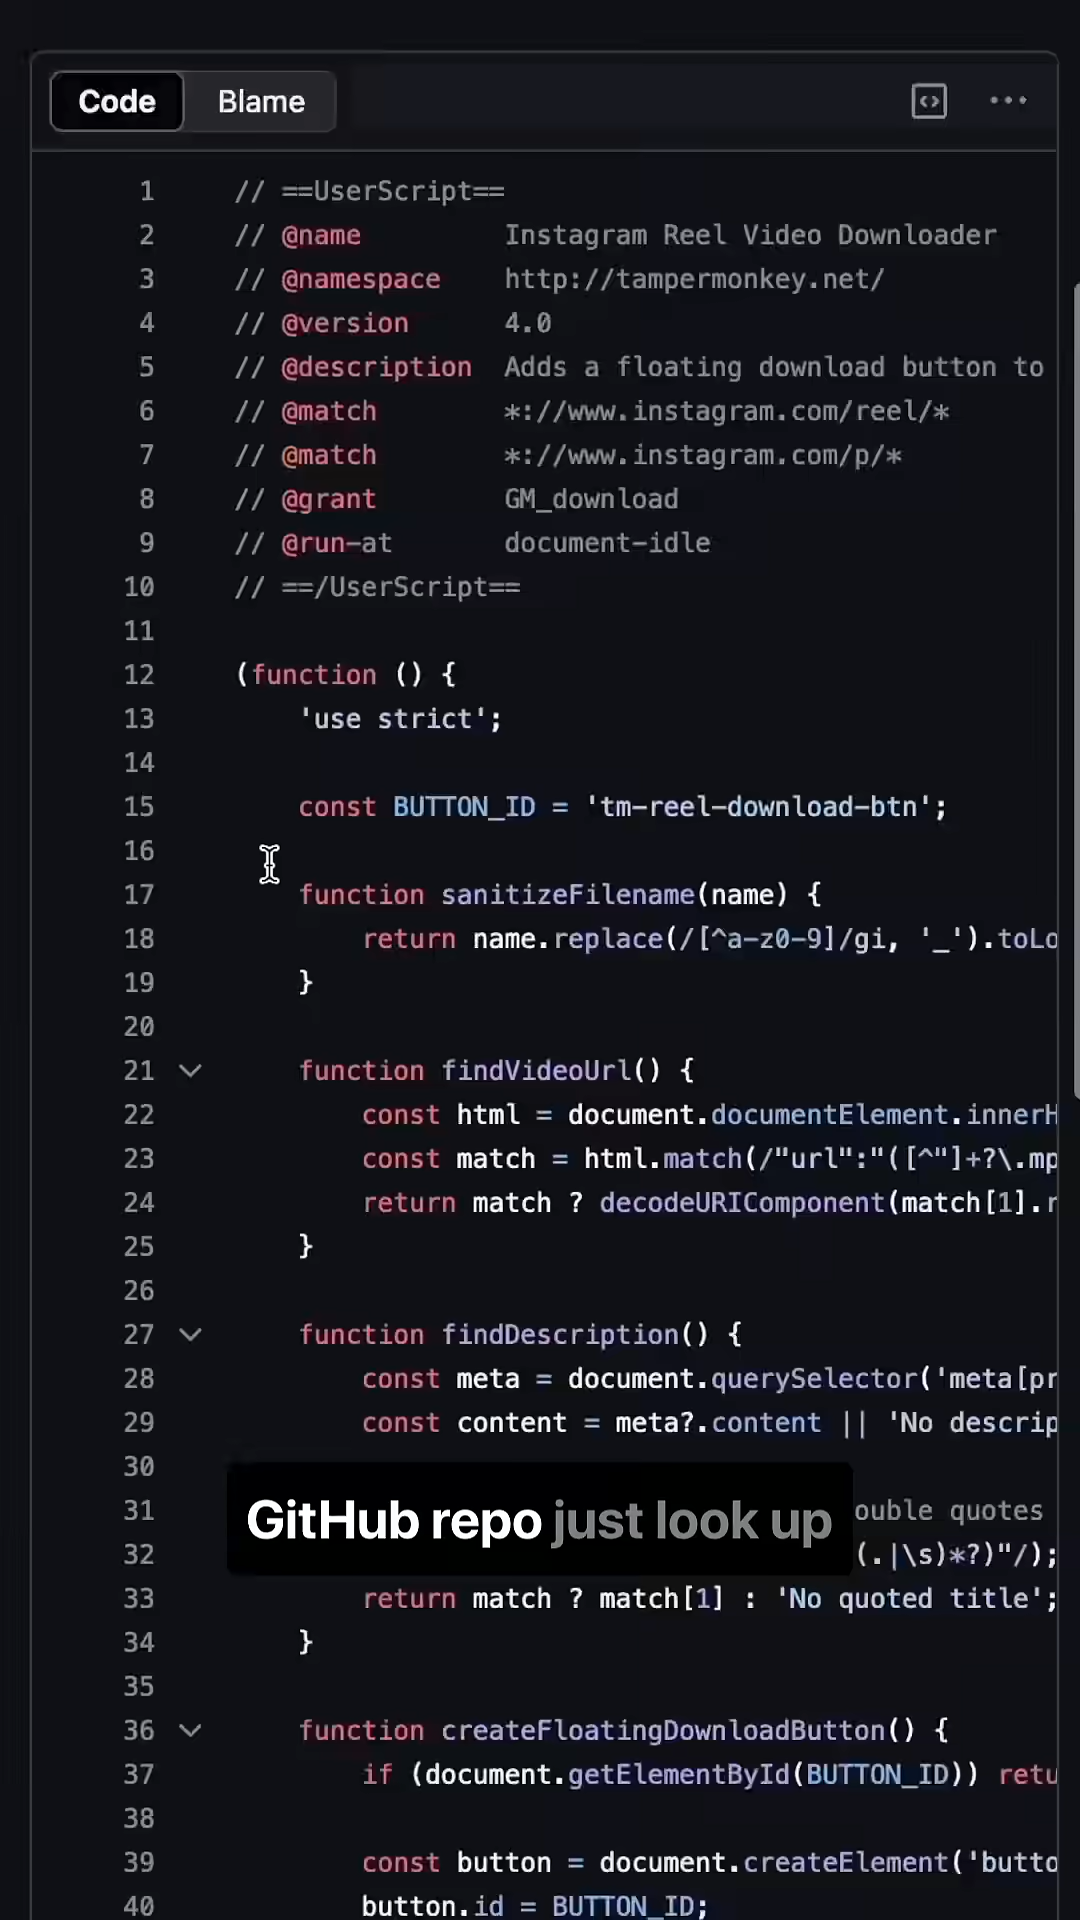 Code Blame
1 // ==UserScript==
2 // @name Instagram Reel Video Downloader
3 // @namespace http://tampermonkey.net/
4 // @version 4.0
5 // @description Adds a floating download button to
6 // @match *://www.instagram.com/reel/*
7 // @match *://www.instagram.com/p/*
8 // @grant GM_download
9 // @run-at document-idle
10 // ==/UserScript==
11
12 (function () {
13 'use strict';
14
15 const BUTTON_ID = 'tm-reel-download-btn';
16
17 function sanitizeFilename(name) {
18 return name.replace(/[^a-z0-9]/gi, '_').toLo
19 }
20
21 function findVideoUrl() {
22 const html = document.documentElement.innerH
23 const match = html.match(/"url":"([^"]+?\.mp
24 return match ? decodeURIComponent(match[1].r
25 }
26
27 function findDescription() {
28 const meta = document.querySelector('meta[pr
29 const content = meta?.content || 'No descrip
30
31 ouble quotes
GitHub repo just look up
32 (.|\s)*?)"/);
33 return match ? match[1] : 'No quoted title';
34 }
35
36 function createFloatingDownloadButton() {
37 if (document.getElementById(BUTTON_ID)) retu
38
39 const button = document.createElement('butto
40 button.id = BUTTON_ID;